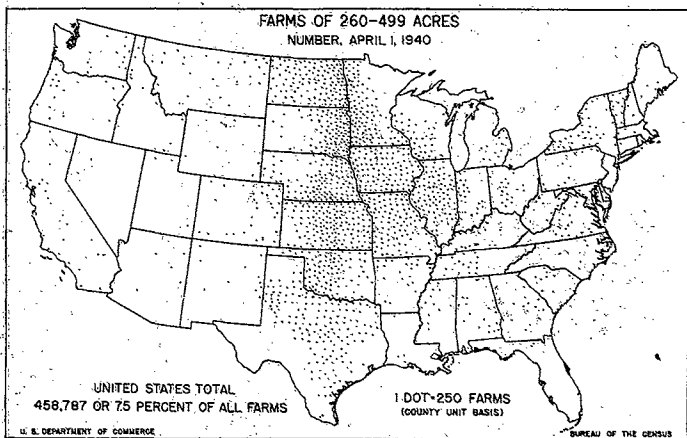 FARMS OF 260-499 ACRES
NUMBER, APRIL 1, 1940
UNITED STATES TOTAL
458,787 OR 7.5 PERCENT OF ALL FARMS
1 DOT=250 FARMS
(COUNTY UNIT BASIS)
U. S. DEPARTMENT OF COMMERCE
BUREAU OF THE CENSUS